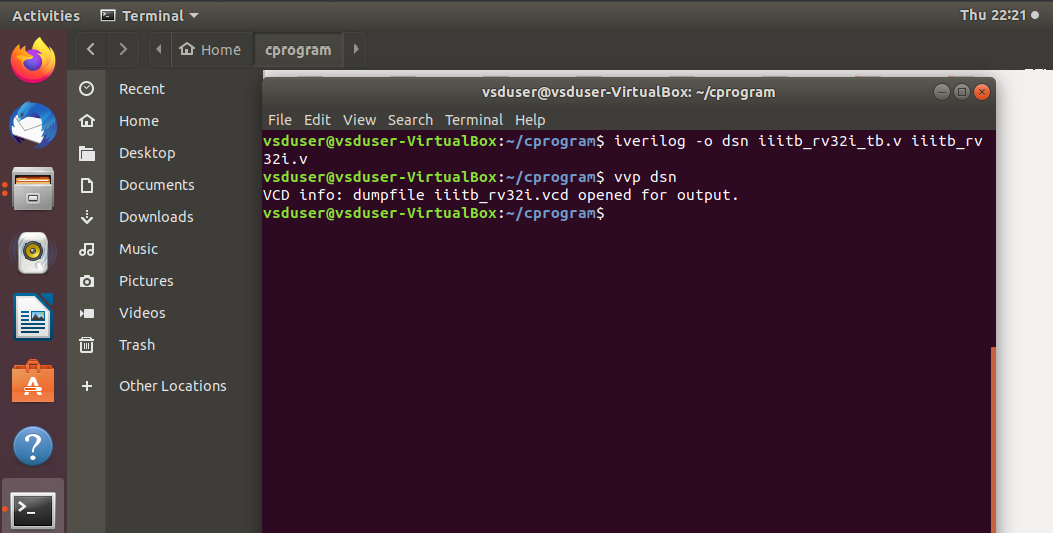 Activities
Terminal
Thu 22:21
Home
cprogram
Recent
Home
Desktop
Documents
Downloads
Music
Pictures
Videos
Trash
Other Locations
vsduser@vsduser-VirtualBox: ~/cprogram
File Edit View Search Terminal Help
vsduser@vsduser-VirtualBox:~/cprogram$ iverilog -o dsn iiitb_rv32i_tb.v iiitb_rv
32i.v
vsduser@vsduser-VirtualBox:~/cprogram$ vvp dsn
VCD info: dumpfile iiitb_rv32i.vcd opened for output.
vsduser@vsduser-VirtualBox:~/cprogram$